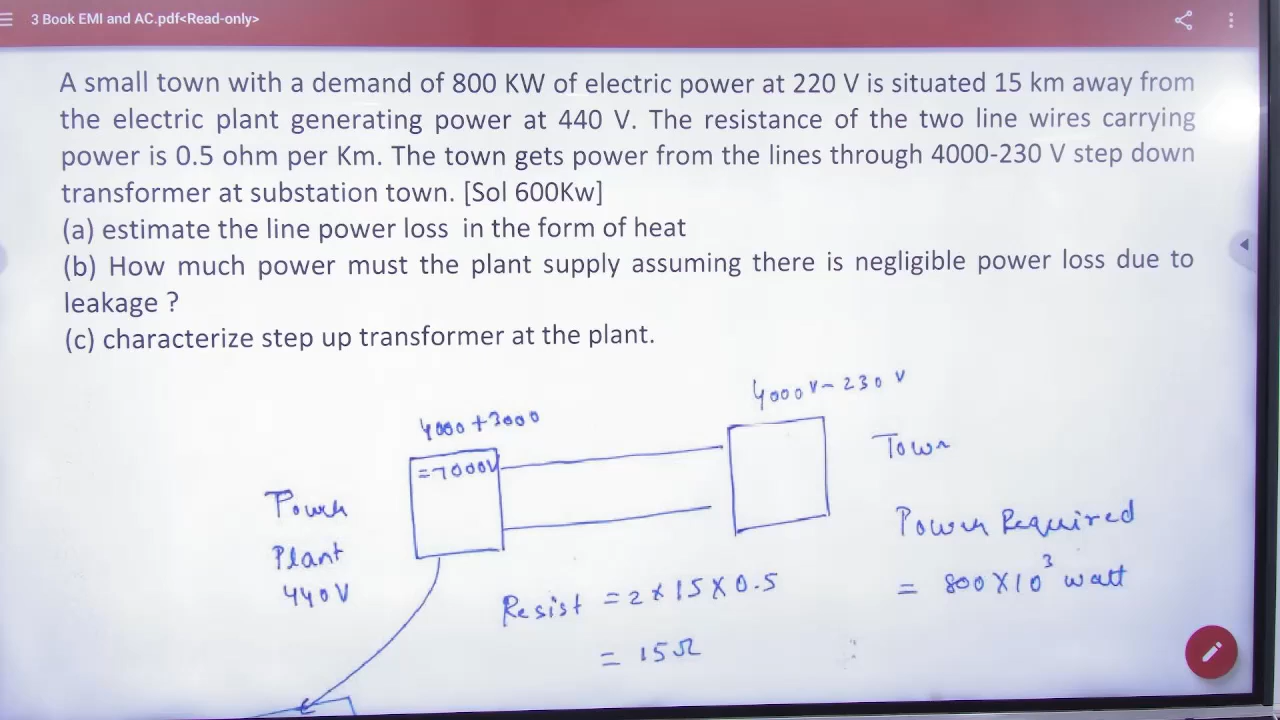 3 Book EMI and AC.pdf<Read-only>
A small town with a demand of 800 KW of electric power at 220 V is situated 15 km away from
the electric plant generating power at 440 V. The resistance of the two line wires carrying
power is 0.5 ohm per Km. The town gets power from the lines through 4000-230 V step down
transformer at substation town. [Sol 600Kw]
(a) estimate the line power loss in the form of heat
(b) How much power must the plant supply assuming there is negligible power loss due to
leakage ?
(c) characterize step up transformer at the plant.
4000 V - 230 V
4000 + 3000
= 7000V
Town
Power
Plant
440V
Power Required
= 800 X 10³ watt
Resist = 2 x 15 X 0.5
= 15Ω